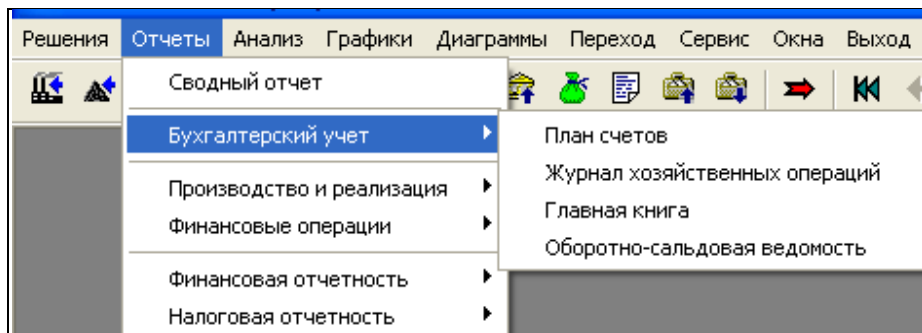 Решения Отчеты Анализ Графики Диаграммы Переход Сервис Окна Выход
Сводный отчет
Бухгалтерский учет
План счетов
Журнал хозяйственных операций
Главная книга
Оборотно-сальдовая ведомость
Производство и реализация
Финансовые операции
Финансовая отчетность
Налоговая отчетность